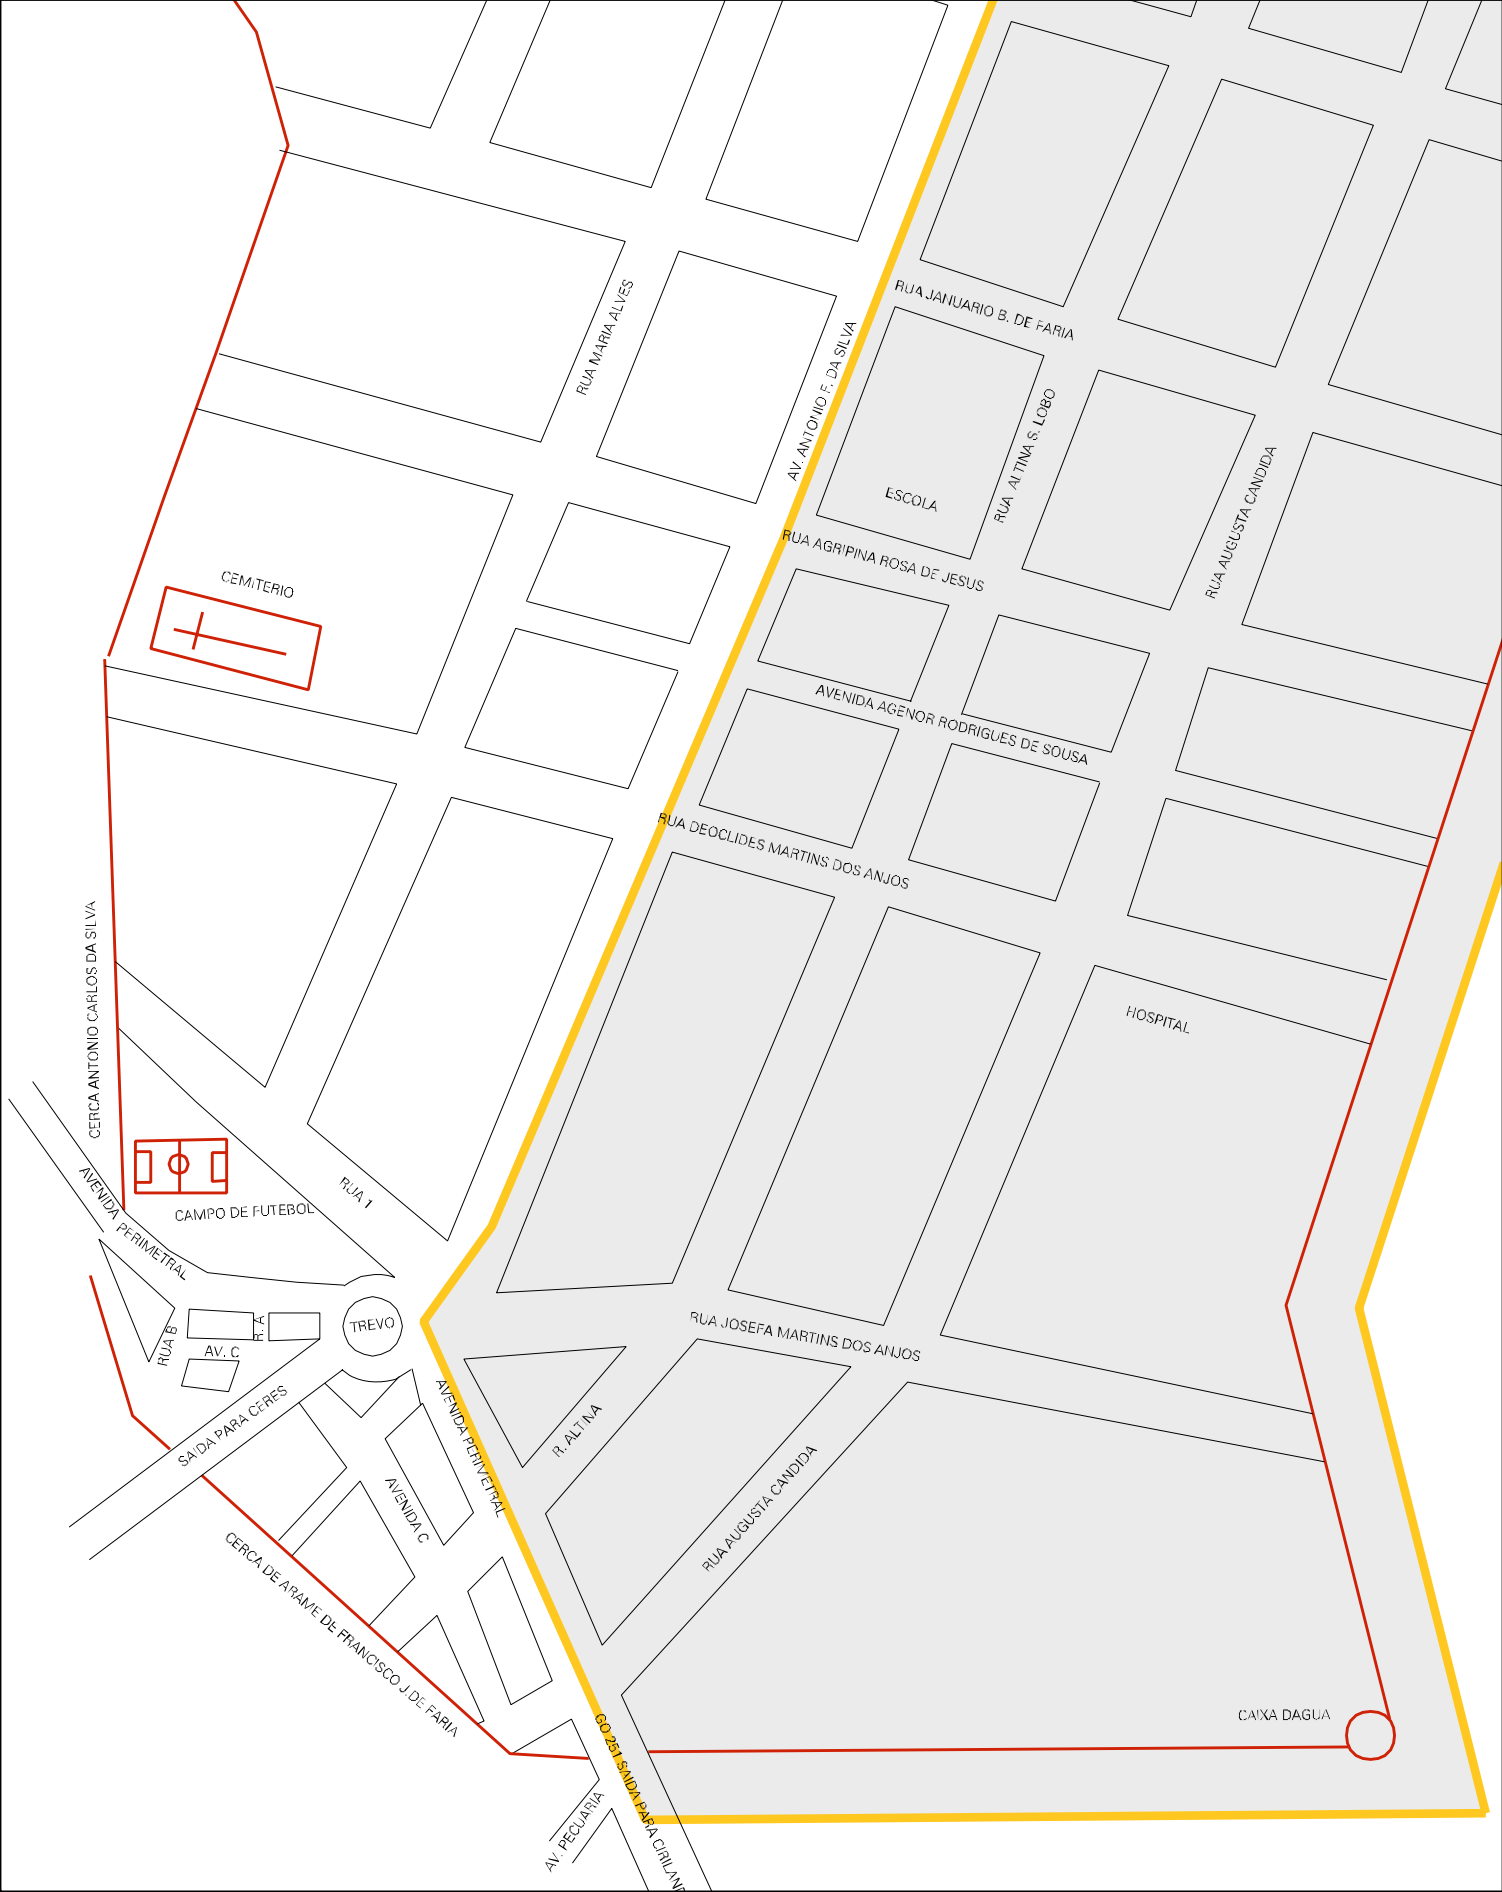 RUA JANUARIO B. DE FARIA
RUA MARIA ALVES
AV. ANTONIO F. DA SILVA
RUA ALTINA S. LOBO
RUA AUGUSTA CANDIDA
ESCOLA
RUA AGRIPINA ROSA DE JESUS
CEMITERIO
AVENIDA AGENOR RODRIGUES DE SOUSA
RUA DEOCLIDES MARTINS DOS ANJOS
CERCA ANTONIO CARLOS DA SILVA
HOSPITAL
AVENIDA PERIMETRAL
CAMPO DE FUTEBOL
RUA 1
TREVO
R. A
RUA B
AV. C
RUA JOSEFA MARTINS DOS ANJOS
SAIDA PARA CERES
AVENIDA PERIMETRAL
R. ALTINA
AVENIDA C
RUA AUGUSTA CANDIDA
CERCA DE ARAME DE FRANCISCO J.DE FARIA
CAIXA DAGUA
GO 251 SAIDA PARA CIRILAND
AV. PECUARIA